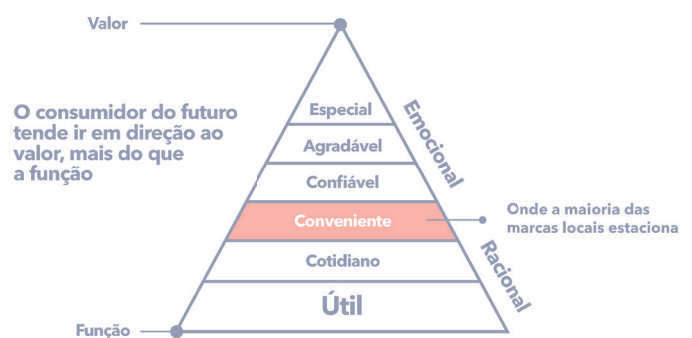 Valor
O consumidor do futuro
tende ir em direção ao
valor, mais do que
a função
Especial
Agradável
Confiável
Conveniente
Cotidiano
Útil
Emocional
Racional
Onde a maioria das
marcas locais estaciona
Função